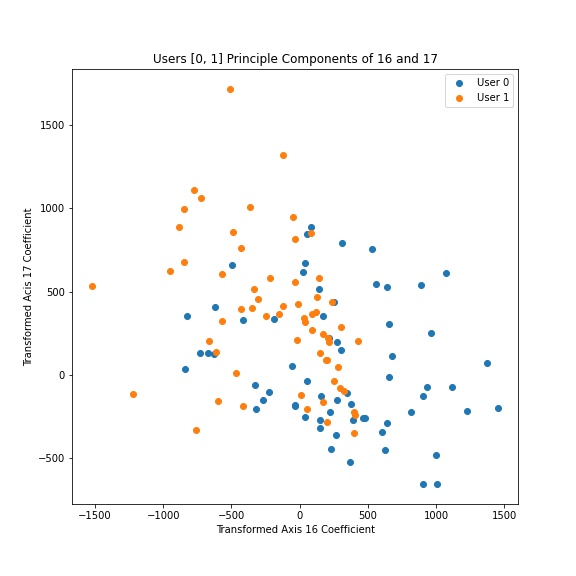 Users [0, 1] Principle Components of 16 and 17
User 0
User 1
1500
1000
500
0
−500
Transformed Axis 17 Coefficient
−1500
−1000
−500
0
500
1000
1500
Transformed Axis 16 Coefficient